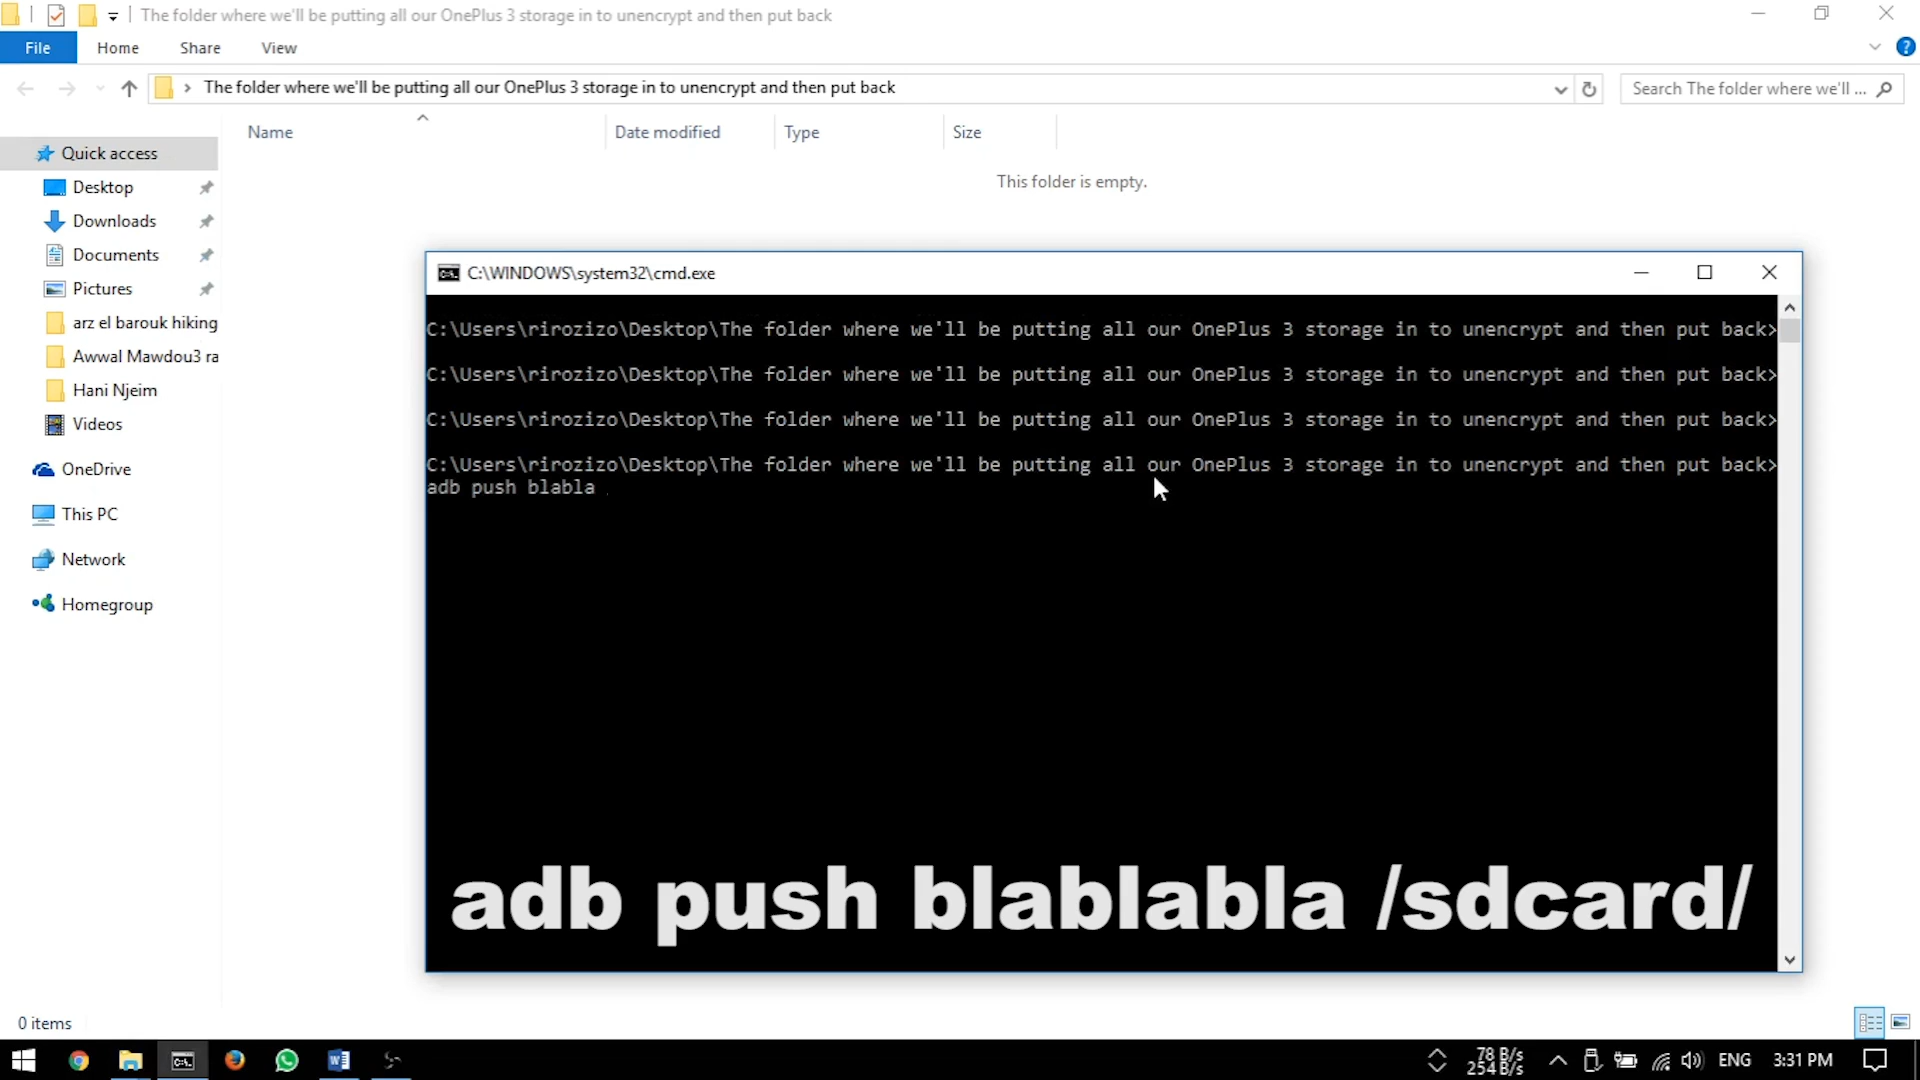 The folder where we'll be putting all our OnePlus 3 storage in to unencrypt and then put back
File Home Share View
The folder where we'll be putting all our OnePlus 3 storage in to unencrypt and then put back
Search The folder where we'll ...
Name Date modified Type Size
This folder is empty.
Quick access
Desktop
Downloads
Documents
Pictures
arz el barouk hiking
Awwal Mawdou3 ra
Hani Njeim
Videos
OneDrive
This PC
Network
Homegroup
C:\WINDOWS\system32\cmd.exe
C:\Users\rirozizo\Desktop\The folder where we'll be putting all our OnePlus 3 storage in to unencrypt and then put back>
C:\Users\rirozizo\Desktop\The folder where we'll be putting all our OnePlus 3 storage in to unencrypt and then put back>
C:\Users\rirozizo\Desktop\The folder where we'll be putting all our OnePlus 3 storage in to unencrypt and then put back>
C:\Users\rirozizo\Desktop\The folder where we'll be putting all our OnePlus 3 storage in to unencrypt and then put back>
adb push blabla
adb push blablabla /sdcard/
0 items
78 B/s
254 B/s
ENG 3:31 PM